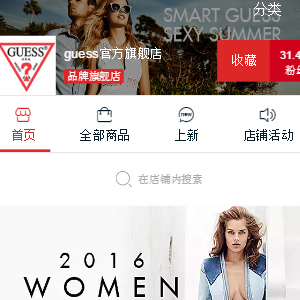 SMART GUESS
分类
SEXY SUMMER
GUESS
guess官方旗舰店
品牌旗舰店
收藏
31.4
粉
首页
全部商品
new
上新
店铺活动
在店铺内搜索
2016
WOMEN